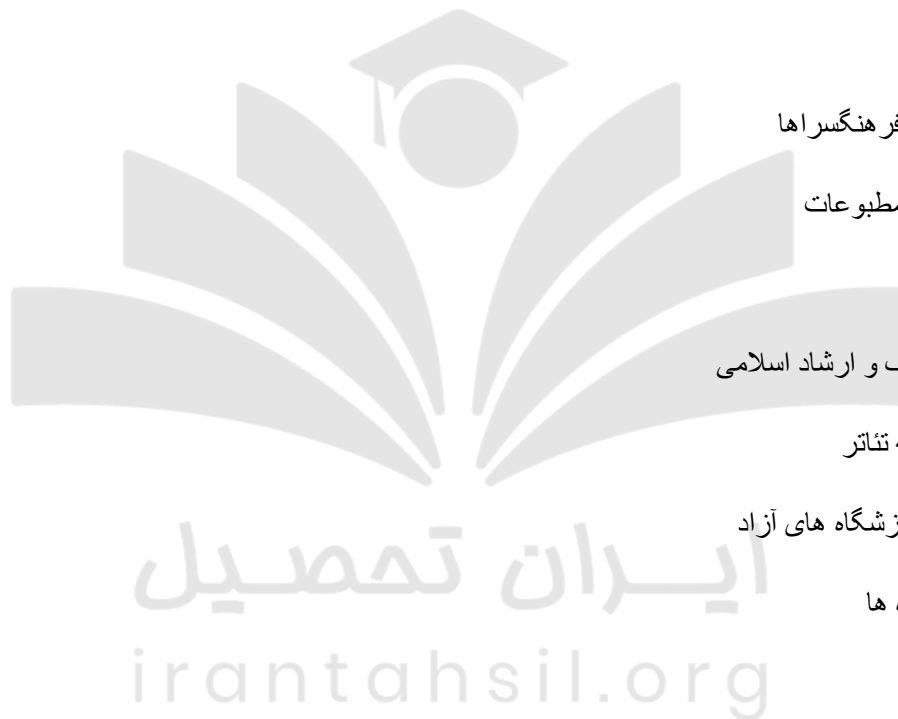 فرهنگسراها
مطبوعات
و ارشاد اسلامی
تئاتر
های آزاد
ها
ایران تحصیل
irantahsil.org